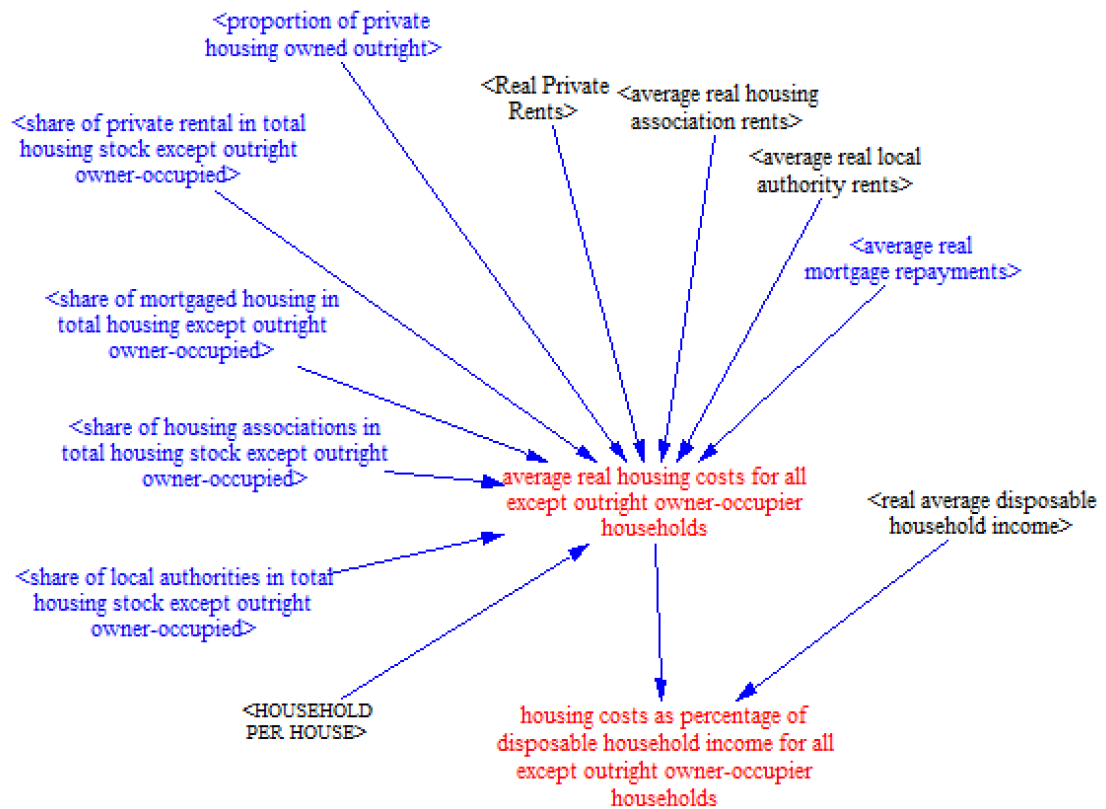 <proportion of private
housing owned outright>
<Real Private
Rents>
<average real housing
association rents>
<share of private rental in total
housing stock except outright
owner-occupied>
<average real local
authority rents>
<average real
mortgage repayments>
<share of mortgaged housing in
total housing except outright
owner-occupied>
<share of housing associations in
total housing stock except outright
owner-occupied>
average real housing costs for all
except outright owner-occupier
households
<real average disposable
household income>
<share of local authorities in total
housing stock except outright
owner-occupied>
<HOUSEHOLD
PER HOUSE>
housing costs as percentage of
disposable household income for all
except outright owner-occupier
households